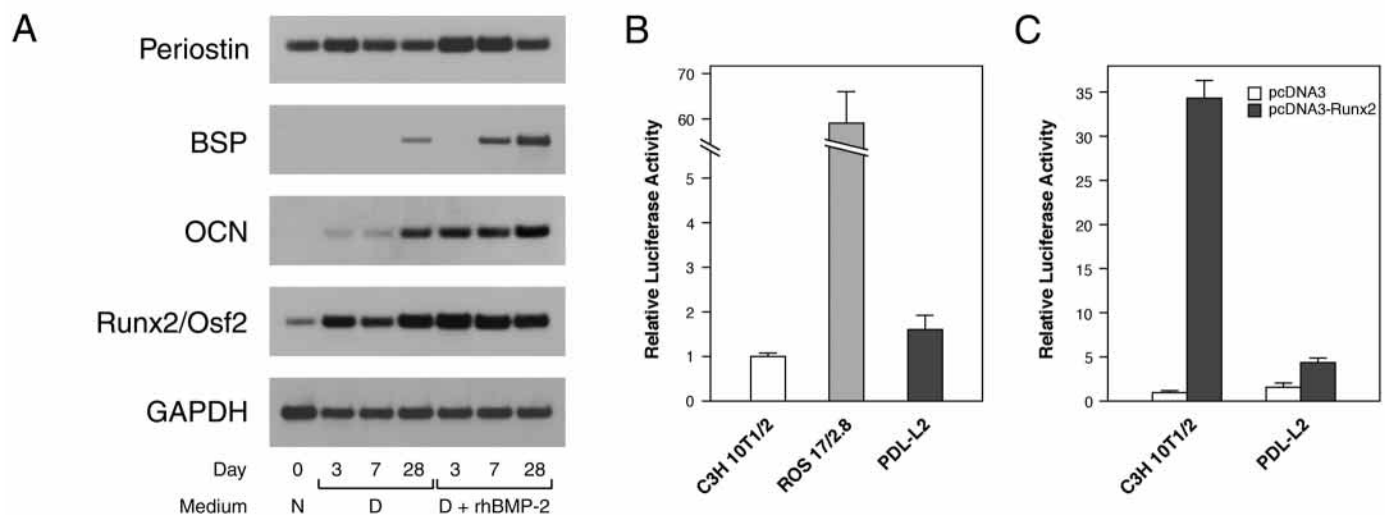 A
Periostin
BSP
OCN
Runx2/Osf2
GAPDH
Day 0 3 7 28 3 7 28
Medium N D D + rhBMP-2
B
Relative Luciferase Activity
70
60
5
4
3
2
1
0
C3H 10T1/2
ROS 17/2.8
PDL-L2
C
Relative Luciferase Activity
35
30
25
20
15
10
5
0
pcDNA3
pcDNA3-Runx2
C3H 10T1/2
PDL-L2